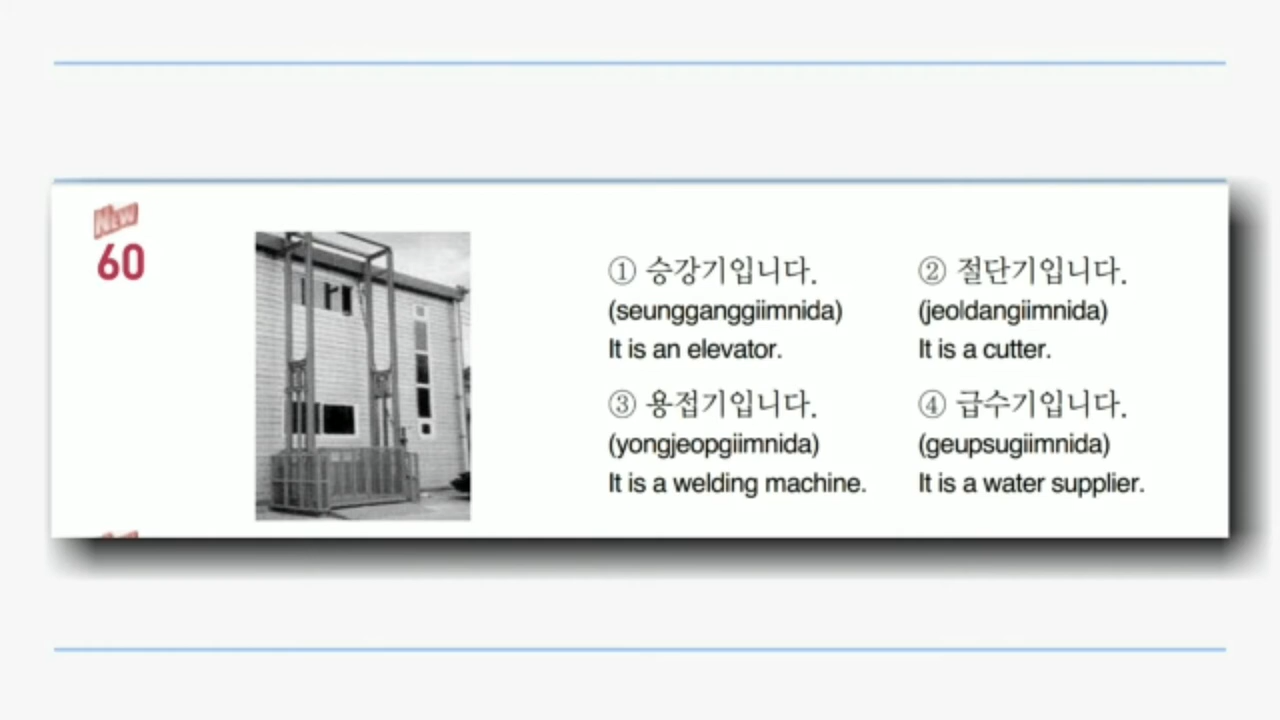 NEW
60
① 승강기입니다.
(seungganggiimnida)
It is an elevator.
② 절단기입니다.
(jeoldangiimnida)
It is a cutter.
③ 용접기입니다.
(yongjeopgiimnida)
It is a welding machine.
④ 급수기입니다.
(geupsugiimnida)
It is a water supplier.